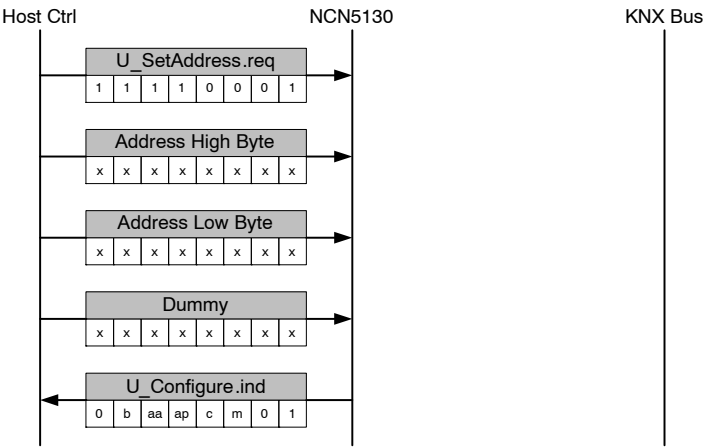 Host Ctrl NCN5130 KNX Bus
U_SetAddress.req
1 1 1 1 0 0 0 1
Address High Byte
x x x x x x x x
Address Low Byte
x x x x x x x x
Dummy
x x x x x x x x
U_Configure.ind
0 b aa ap c m 0 1